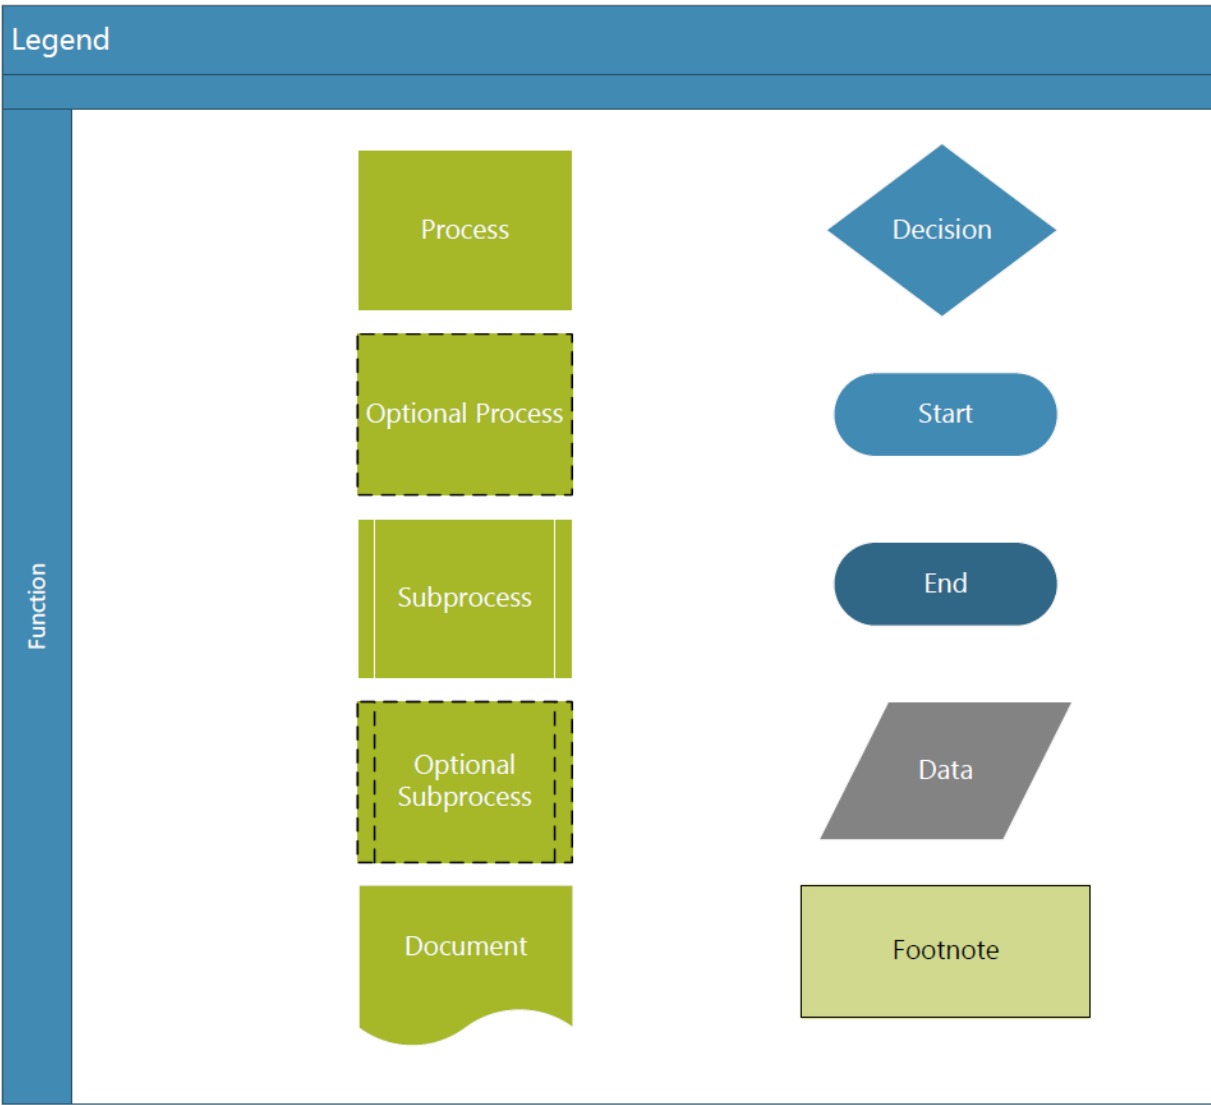 Legend
Function
Process
Decision
Optional Process
Start
Subprocess
End
Optional
Subprocess
Data
Document
Footnote